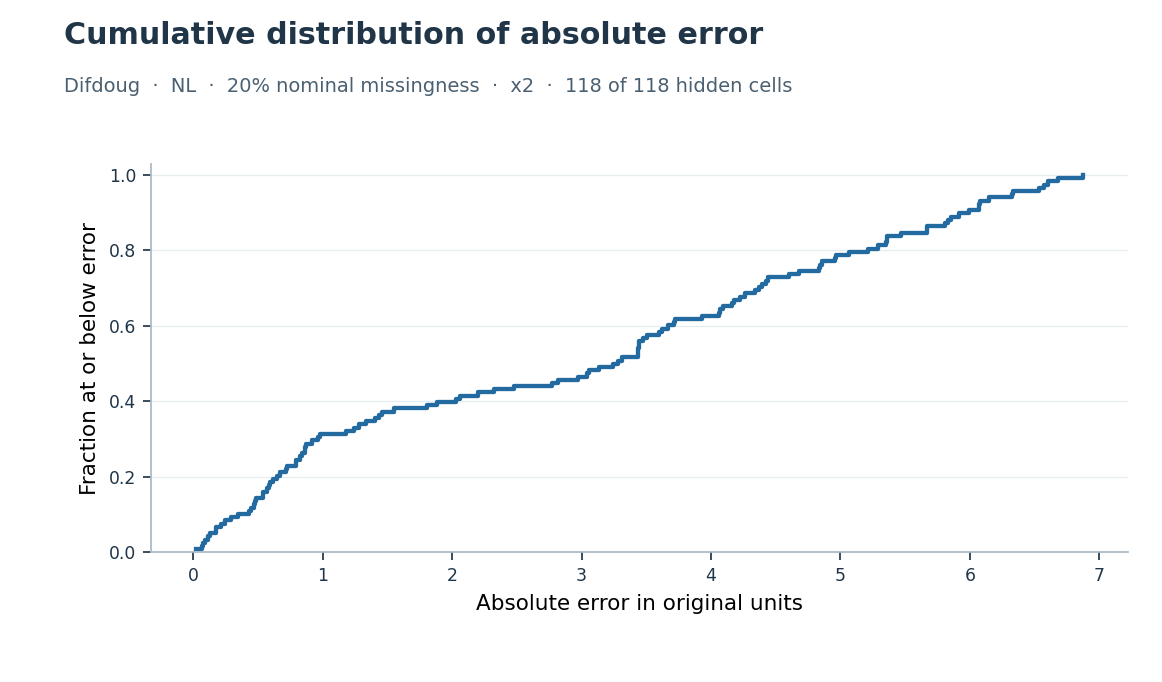 Cumulative distribution of absolute error
Difdoug · NL · 20% nominal missingness · x2 · 118 of 118 hidden cells
Fraction at or below error
1.0
0.8
0.6
0.4
0.2
0.0
0 1 2 3 4 5 6 7
Absolute error in original units